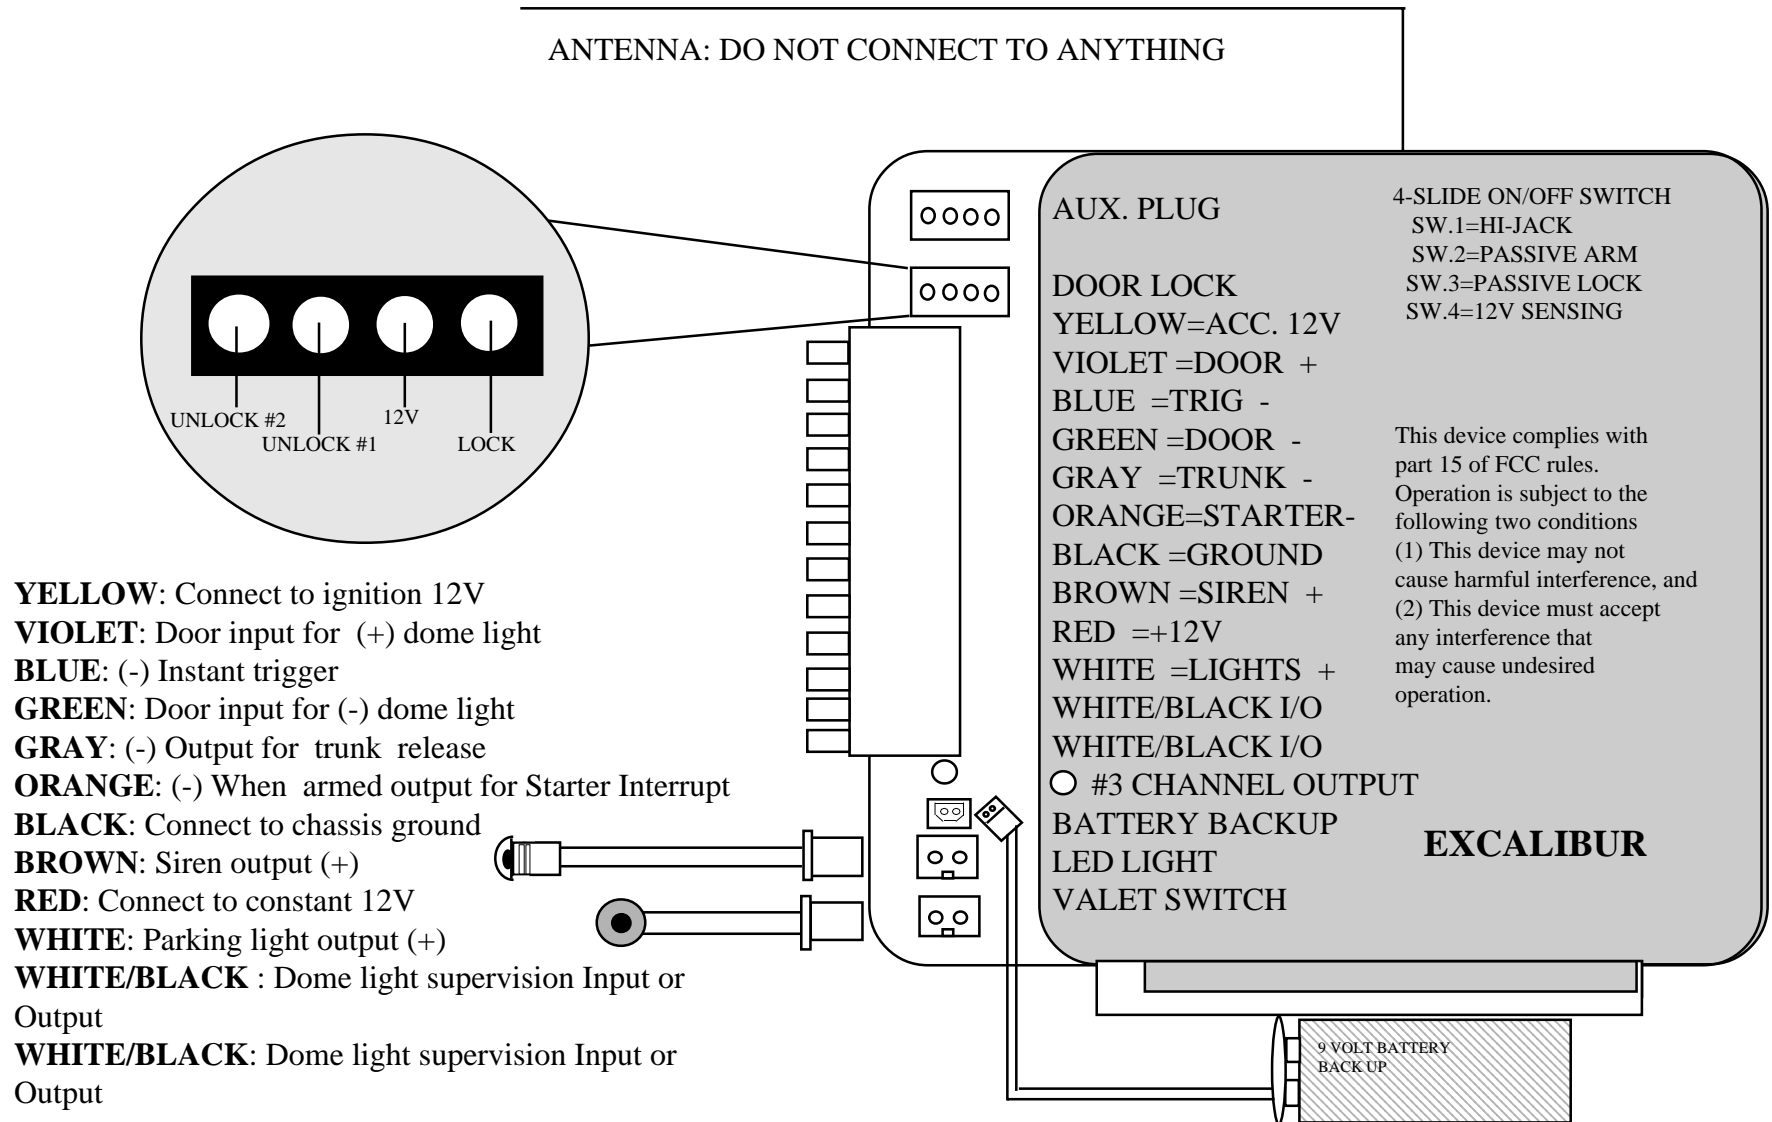 ANTENNA: DO NOT CONNECT TO ANYTHING
UNLOCK #2
UNLOCK #1
12V
LOCK
YELLOW: Connect to ignition 12V
VIOLET: Door input for (+) dome light
BLUE: (-) Instant trigger
GREEN: Door input for (-) dome light
GRAY: (-) Output for trunk release
ORANGE: (-) When armed output for Starter Interrupt
BLACK: Connect to chassis ground
BROWN: Siren output (+)
RED: Connect to constant 12V
WHITE: Parking light output (+)
WHITE/BLACK : Dome light supervision Input or
Output
WHITE/BLACK: Dome light supervision Input or
Output
AUX. PLUG
DOOR LOCK
YELLOW=ACC. 12V
VIOLET =DOOR +
BLUE =TRIG -
GREEN =DOOR -
GRAY =TRUNK -
ORANGE=STARTER-
BLACK =GROUND
BROWN =SIREN +
RED =+12V
WHITE =LIGHTS +
WHITE/BLACK I/O
WHITE/BLACK I/O
#3 CHANNEL OUTPUT
BATTERY BACKUP
LED LIGHT
VALET SWITCH
4-SLIDE ON/OFF SWITCH
SW.1=HI-JACK
SW.2=PASSIVE ARM
SW.3=PASSIVE LOCK
SW.4=12V SENSING
This device complies with
part 15 of FCC rules.
Operation is subject to the
following two conditions
(1) This device may not
cause harmful interference, and
(2) This device must accept
any interference that
may cause undesired
operation.
EXCALIBUR
9 VOLT BATTERY
BACK UP